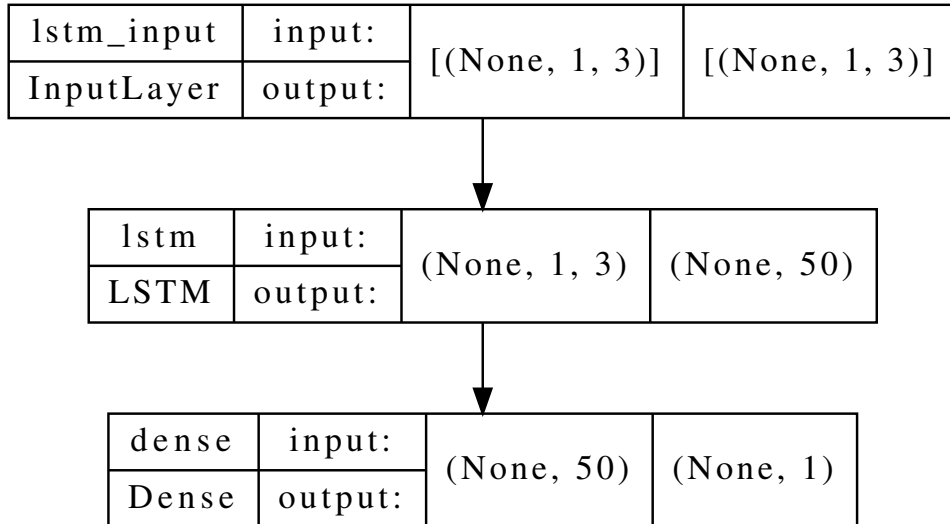 lstm_input input: [(None, 1, 3)] [(None, 1, 3)]
InputLayer output:
lstm input: (None, 1, 3) (None, 50)
LSTM output:
dense input: (None, 50) (None, 1)
Dense output: